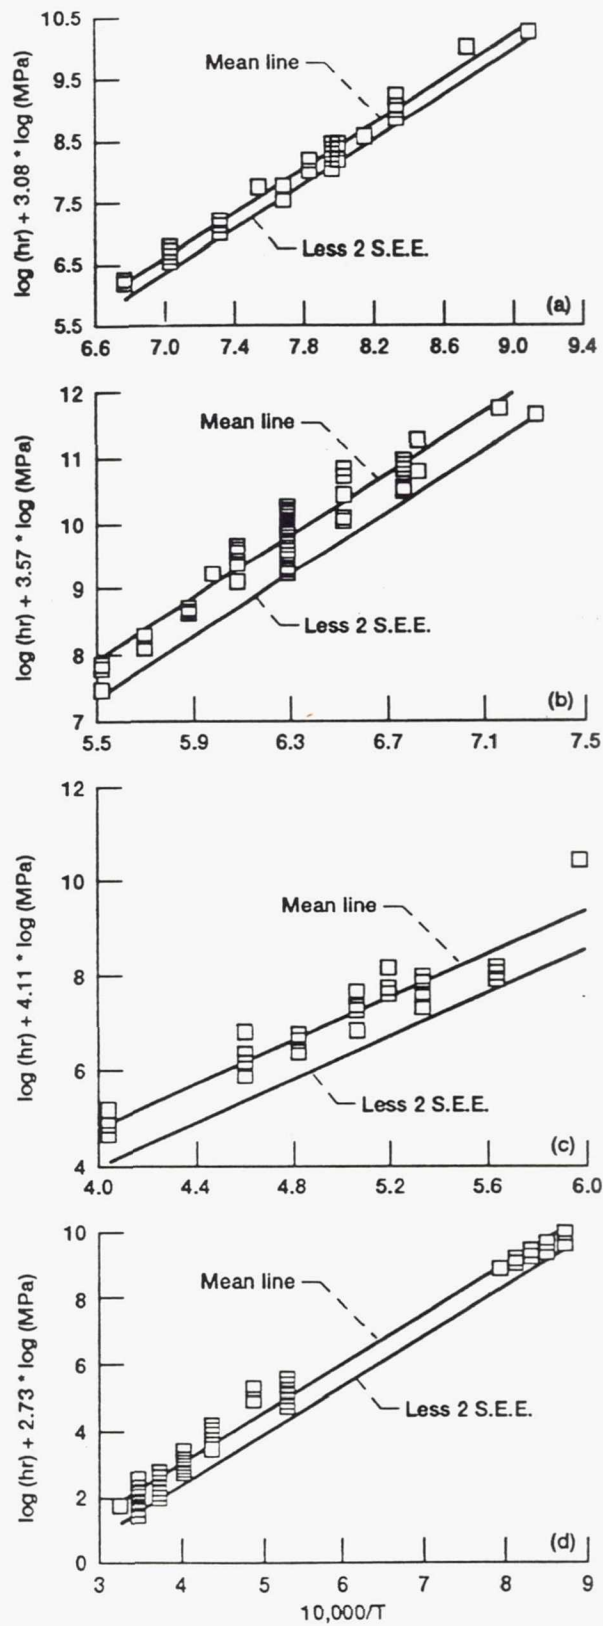 log (hr) + 3.08 * log (MPa)
10.5
9.5
8.5
7.5
6.5
5.5
Mean line
Less 2 S.E.E.
(a)
6.6 7.0 7.4 7.8 8.2 8.6 9.0 9.4
log (hr) + 3.57 * log (MPa)
12
11
10
9
8
7
Mean line
Less 2 S.E.E.
(b)
5.5 5.9 6.3 6.7 7.1 7.5
log (hr) + 4.11 * log (MPa)
12
10
8
6
4
Mean line
Less 2 S.E.E.
(c)
4.0 4.4 4.8 5.2 5.6 6.0
log (hr) + 2.73 * log (MPa)
10
8
6
4
2
0
Mean line
Less 2 S.E.E.
(d)
3 4 5 6 7 8 9
10,000/T